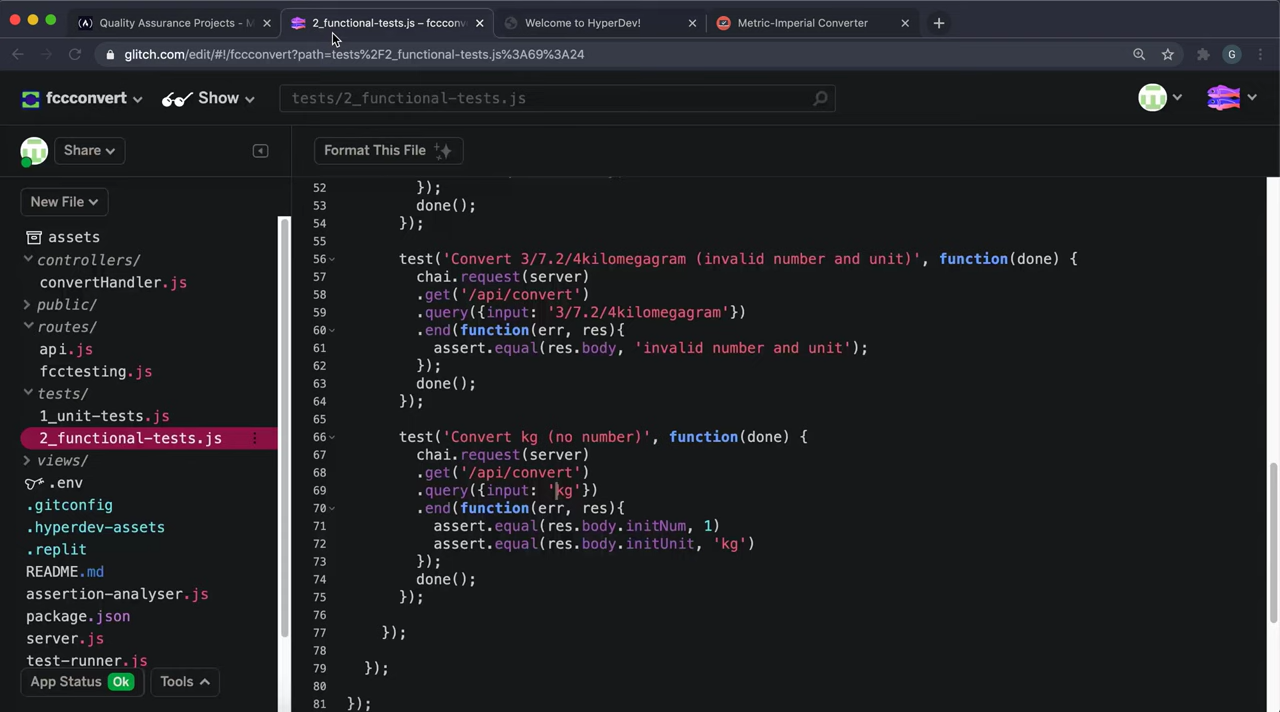 Quality Assurance Projects - M
2_functional-tests.js – fccconv
Welcome to HyperDev!
Metric-Imperial Converter
glitch.com/edit/#!/fccconvert?path=tests%2F2_functional-tests.js%3A69%3A24
G
fccconvert
Show
tests/2_functional-tests.js
Share
Format This File
New File
assets
controllers/
convertHandler.js
public/
routes/
api.js
fcctesting.js
tests/
1_unit-tests.js
2_functional-tests.js
views/
.env
.gitconfig
.hyperdev-assets
.replit
README.md
assertion-analyser.js
package.json
server.js
test-runner.js
App Status Ok
Tools
52 });
53 done();
54 });
55
56 test('Convert 3/7.2/4kilomegagram (invalid number and unit)', function(done) {
57 chai.request(server)
58 .get('/api/convert')
59 .query({input: '3/7.2/4kilomegagram'})
60 .end(function(err, res){
61 assert.equal(res.body, 'invalid number and unit');
62 });
63 done();
64 });
65
66 test('Convert kg (no number)', function(done) {
67 chai.request(server)
68 .get('/api/convert')
69 .query({input: 'kg'})
70 .end(function(err, res){
71 assert.equal(res.body.initNum, 1)
72 assert.equal(res.body.initUnit, 'kg')
73 });
74 done();
75 });
76
77 });
78
79 });
80
81 });